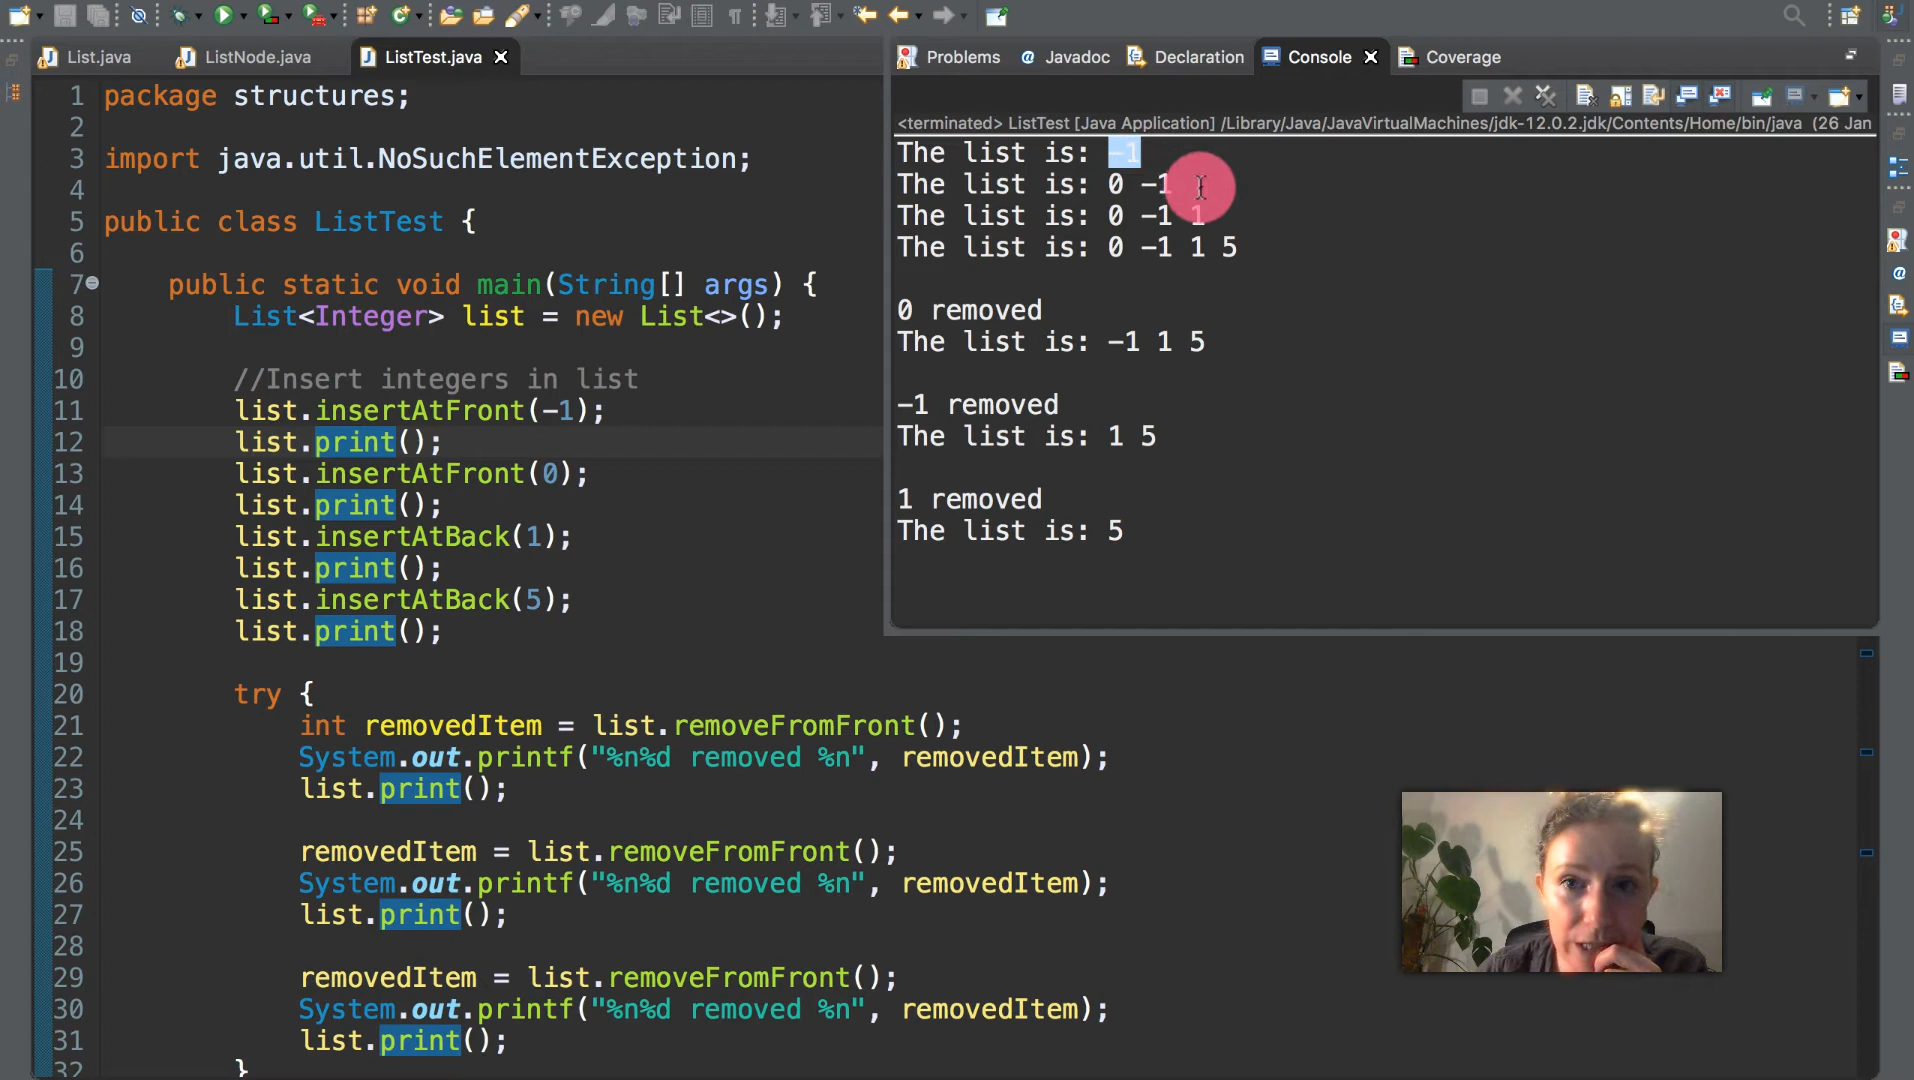 List.java
ListNode.java
ListTest.java
1 package structures;
2
3 import java.util.NoSuchElementException;
4
5 public class ListTest {
6
7 public static void main(String[] args) {
8 List<Integer> list = new List<>();
9
10 //Insert integers in list
11 list.insertAtFront(-1);
12 list.print();
13 list.insertAtFront(0);
14 list.print();
15 list.insertAtBack(1);
16 list.print();
17 list.insertAtBack(5);
18 list.print();
19
20 try {
21 int removedItem = list.removeFromFront();
22 System.out.printf("%n%d removed %n", removedItem);
23 list.print();
24
25 removedItem = list.removeFromFront();
26 System.out.printf("%n%d removed %n", removedItem);
27 list.print();
28
29 removedItem = list.removeFromFront();
30 System.out.printf("%n%d removed %n", removedItem);
31 list.print();
32 }
Problems @ Javadoc Declaration Console Coverage
<terminated> ListTest [Java Application] /Library/Java/JavaVirtualMachines/jdk-12.0.2.jdk/Contents/Home/bin/java (26 Jan
The list is: -1
The list is: 0 -1
The list is: 0 -1 1
The list is: 0 -1 1 5
0 removed
The list is: -1 1 5
-1 removed
The list is: 1 5
1 removed
The list is: 5